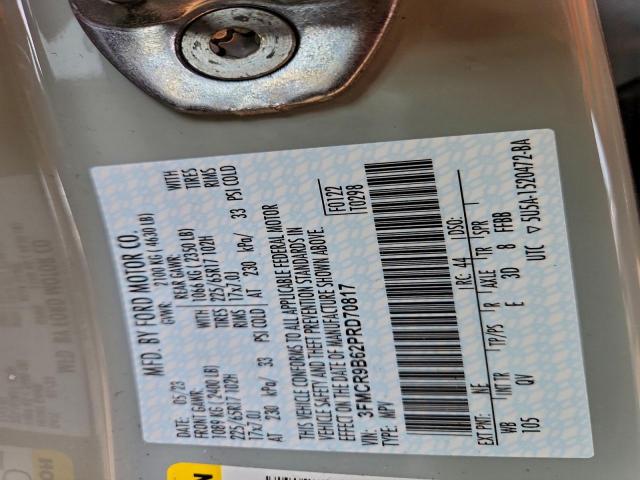 MFD. BY FORD MOTOR CO.
DATE: 05/23 GVWR: 2100 KG ( 4630 LB)
FRONT GAWR: REAR GAWR: WITH
1089 KG ( 2400 LB) 1066 KG ( 2350 LB) TIRES
225/65R17 102H 225/65R17 102H RIMS
17x7.0J 17x7.0J
AT 230 kPa/ 33 PSI COLD AT 230 kPa/ 33 PSI COLD
THIS VEHICLE CONFORMS TO ALL APPLICABLE FEDERAL MOTOR
VEHICLE SAFETY AND THEFT PREVENTION STANDARDS IN
EFFECT ON THE DATE OF MANUFACTURE SHOWN ABOVE.
VIN: 3FMCR9B62PRD70817
TYPE: MPV
F0122
T0298
EXT PNT: NE RC: 44 DSO:
WB INT TR TP/PS R AXLE TR SPR
105 QV E 3D 8 FFBB
UTC ▽ 5U5A-1520472-BA